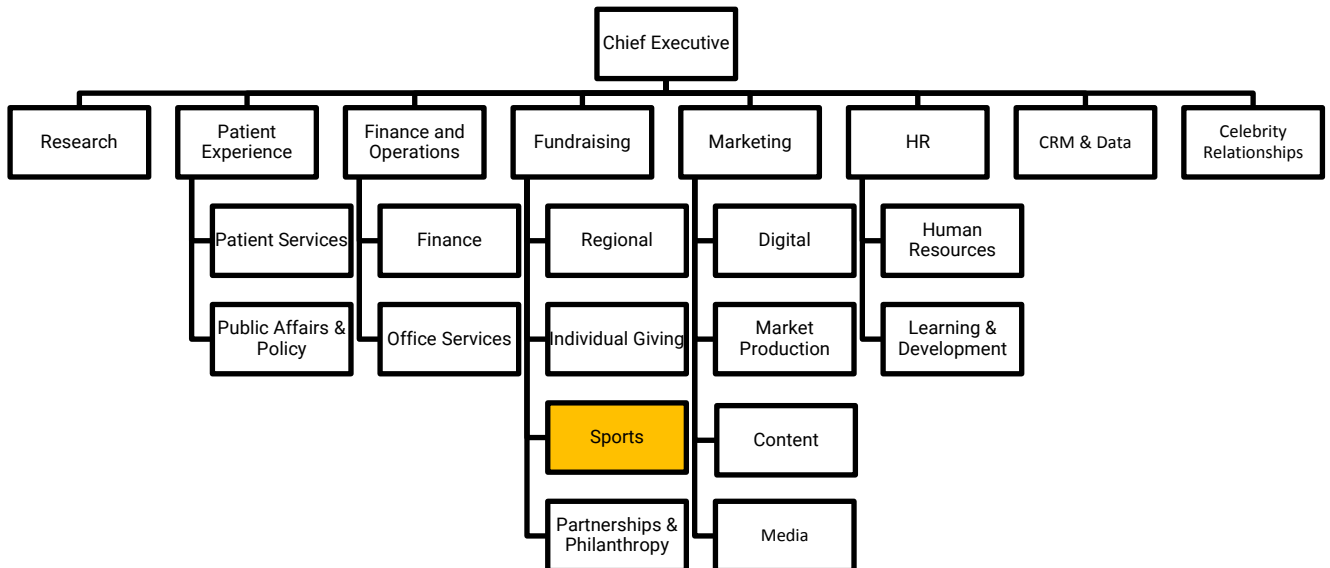 Chief Executive
Research
Patient
Experience
Finance and
Operations
Fundraising
Marketing
HR
CRM & Data
Celebrity
Relationships
Patient Services
Finance
Regional
Digital
Human
Resources
Public Affairs &
Policy
Office Services
Individual Giving
Market
Production
Learning &
Development
Sports
Content
Partnerships &
Philanthropy
Media